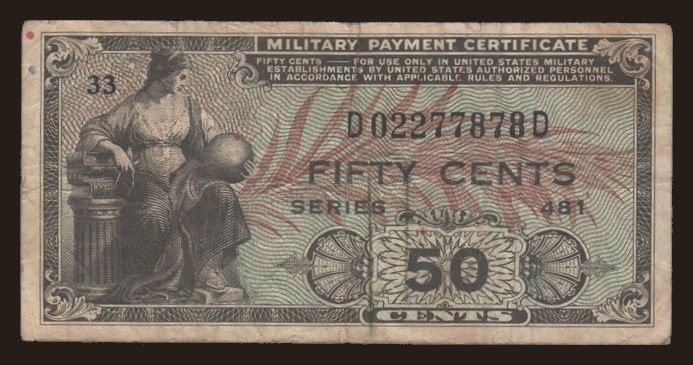 MILITARY PAYMENT CERTIFICATE
FIFTY CENTS — FOR USE ONLY IN UNITED STATES MILITARY
ESTABLISHMENTS BY UNITED STATES AUTHORIZED PERSONNEL
IN ACCORDANCE WITH APPLICABLE RULES AND REGULATIONS.
33
D02277878D
FIFTY CENTS
SERIES 481
50
CENTS